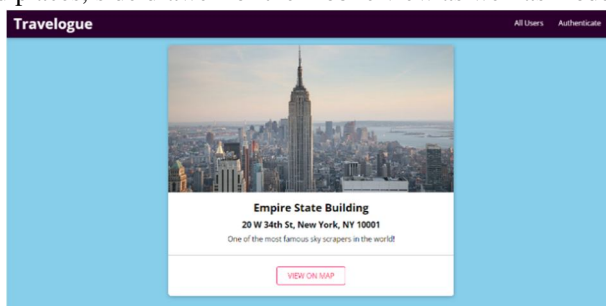 Travelogue
All Users Authenticate
Empire State Building
20 W 34th St, New York, NY 10001
One of the most famous sky scrapers in the world!
VIEW ON MAP